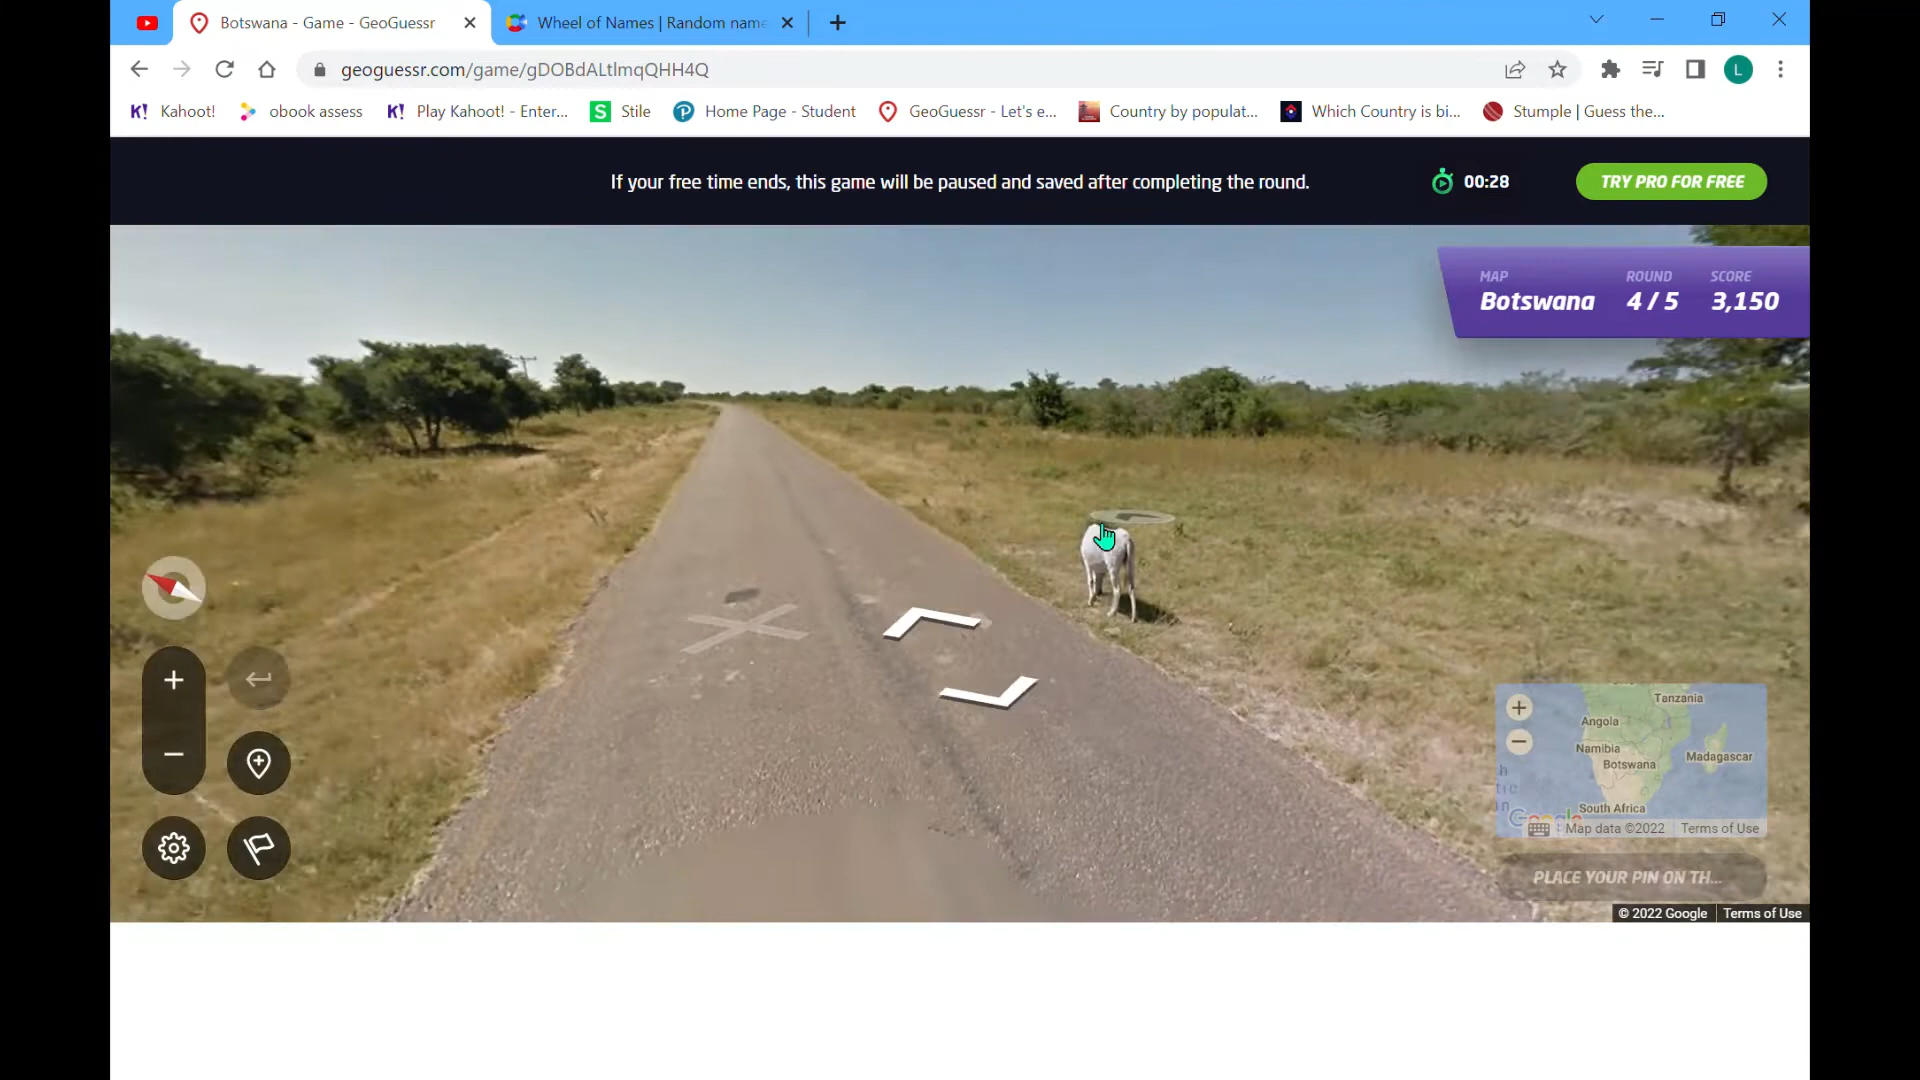 Botswana - Game - GeoGuessr
Wheel of Names | Random name
geoguessr.com/game/gDOBdALtlmqQHH4Q
L
K! Kahoot!
obook assess
K! Play Kahoot! - Enter...
S Stile
Home Page - Student
GeoGuessr - Let's e...
Country by populat...
Which Country is bi...
Stumple | Guess the...
If your free time ends, this game will be paused and saved after completing the round.
00:28
TRY PRO FOR FREE
MAP ROUND SCORE
Botswana 4 / 5 3,150
Tanzania
Angola
Namibia
Madagascar
Botswana
South Africa
Google
Map data ©2022 Terms of Use
PLACE YOUR PIN ON TH...
© 2022 Google Terms of Use